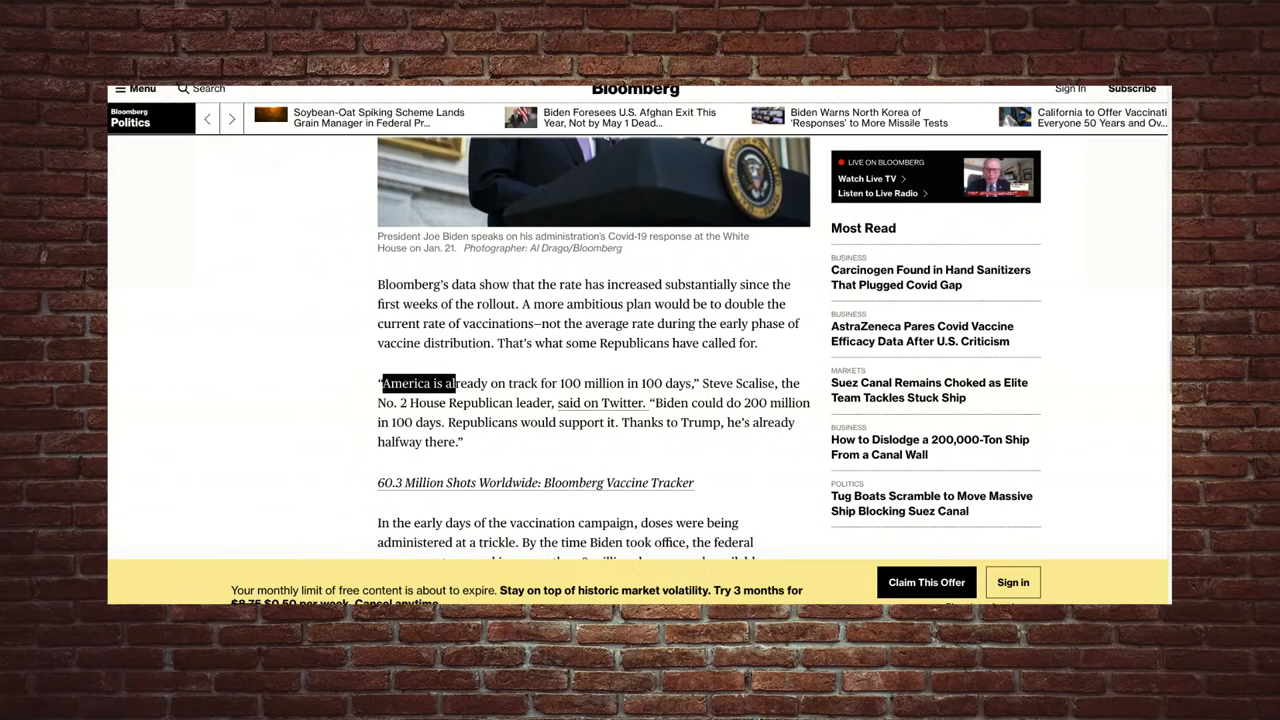 Menu
Search
Bloomberg
Sign In
Subscribe
Bloomberg
Politics
Soybean-Oat Spiking Scheme Lands
Grain Manager in Federal Pr...
Biden Foresees U.S. Afghan Exit This
Year, Not by May 1 Dead...
Biden Warns North Korea of
'Responses' to More Missile Tests
California to Offer Vaccinati
Everyone 50 Years and Ov...
President Joe Biden speaks on his administration's Covid-19 response at the White
House on Jan. 21. Photographer: Al Drago/Bloomberg
Bloomberg's data show that the rate has increased substantially since the
first weeks of the rollout. A more ambitious plan would be to double the
current rate of vaccinations—not the average rate during the early phase of
vaccine distribution. That's what some Republicans have called for.
“America is already on track for 100 million in 100 days,” Steve Scalise, the
No. 2 House Republican leader, said on Twitter. “Biden could do 200 million
in 100 days. Republicans would support it. Thanks to Trump, he's already
halfway there.”
60.3 Million Shots Worldwide: Bloomberg Vaccine Tracker
In the early days of the vaccination campaign, doses were being
administered at a trickle. By the time Biden took office, the federal
LIVE ON BLOOMBERG
Watch Live TV
Listen to Live Radio
Most Read
BUSINESS
Carcinogen Found in Hand Sanitizers
That Plugged Covid Gap
BUSINESS
AstraZeneca Pares Covid Vaccine
Efficacy Data After U.S. Criticism
MARKETS
Suez Canal Remains Choked as Elite
Team Tackles Stuck Ship
BUSINESS
How to Dislodge a 200,000-Ton Ship
From a Canal Wall
POLITICS
Tug Boats Scramble to Move Massive
Ship Blocking Suez Canal
Your monthly limit of free content is about to expire. Stay on top of historic market volatility. Try 3 months for
$8.75 $0.50 per week. Cancel anytime.
Claim This Offer
Sign in